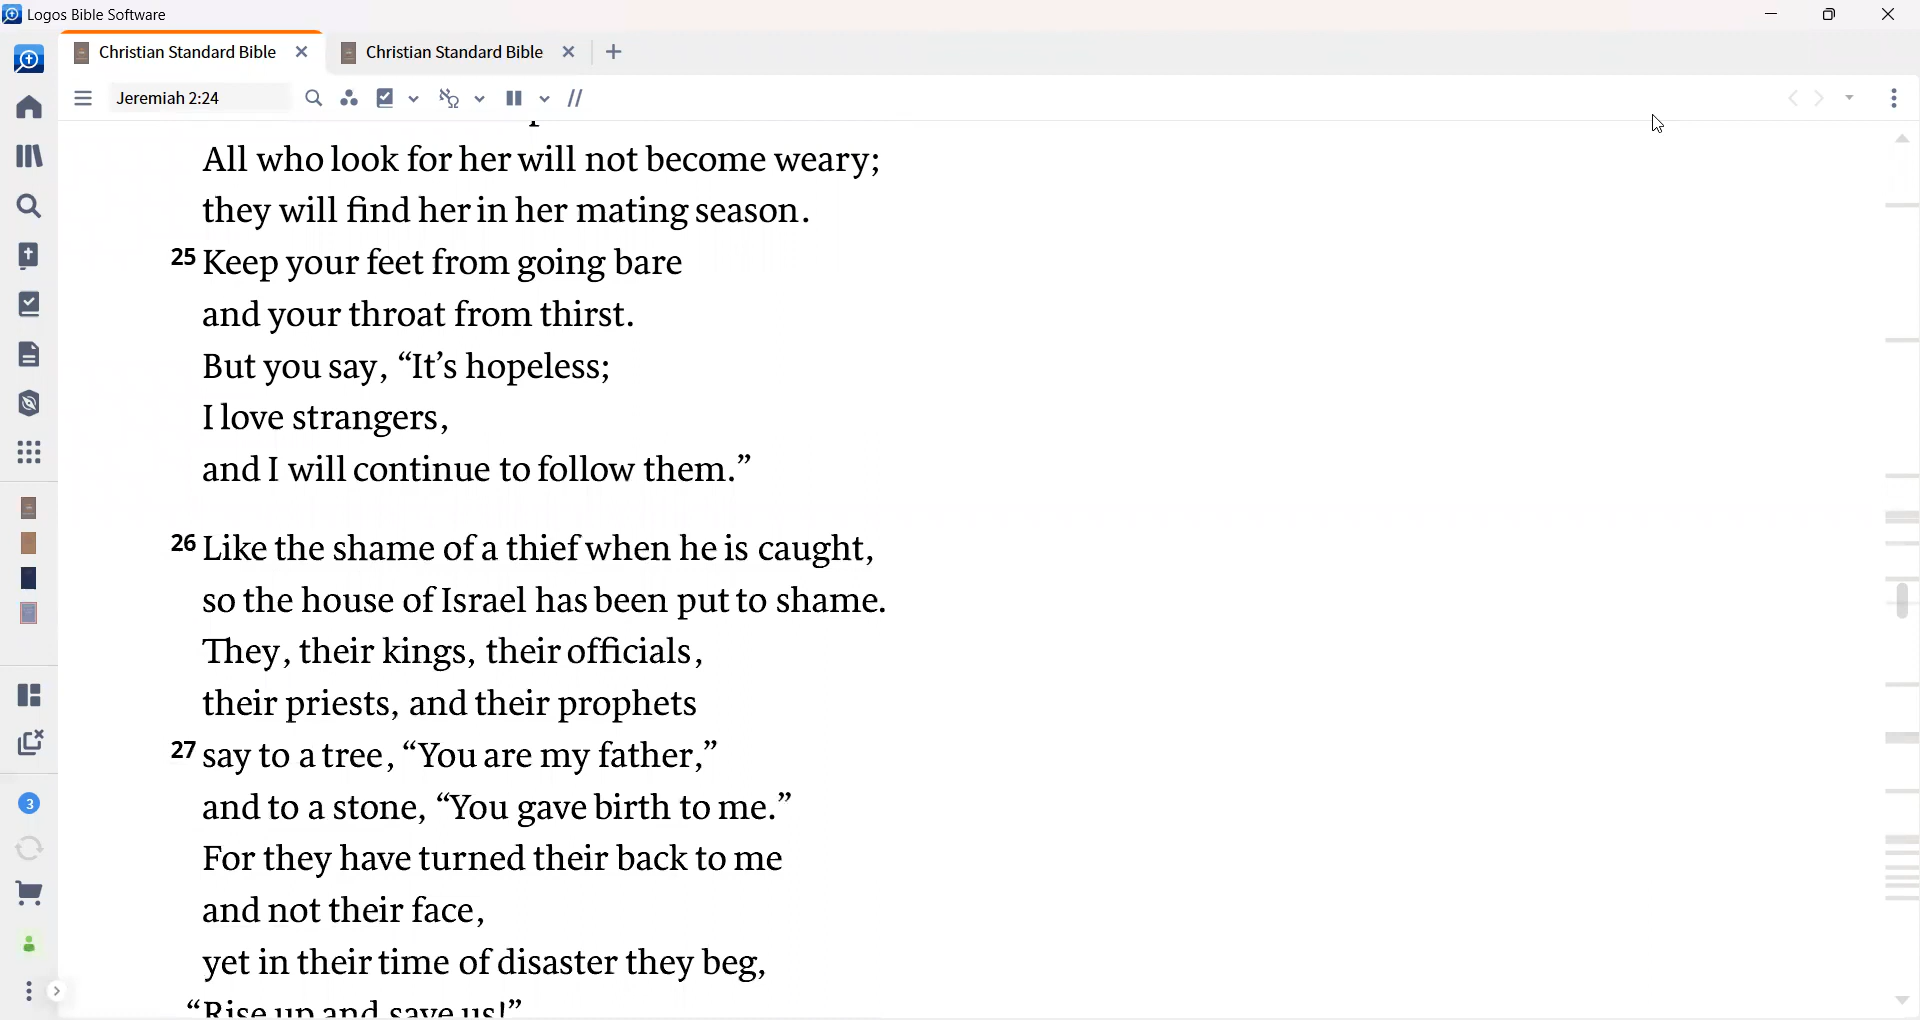 Logos Bible Software
Christian Standard Bible
Christian Standard Bible
Jeremiah 2:24
All who look for her will not become weary;
they will find her in her mating season.
25 Keep your feet from going bare
and your throat from thirst.
But you say, “It’s hopeless;
I love strangers,
and I will continue to follow them.”
26 Like the shame of a thief when he is caught,
so the house of Israel has been put to shame.
They, their kings, their officials,
their priests, and their prophets
27 say to a tree, “You are my father,”
and to a stone, “You gave birth to me.”
For they have turned their back to me
and not their face,
yet in their time of disaster they beg,
“Rise up and save us!”
3